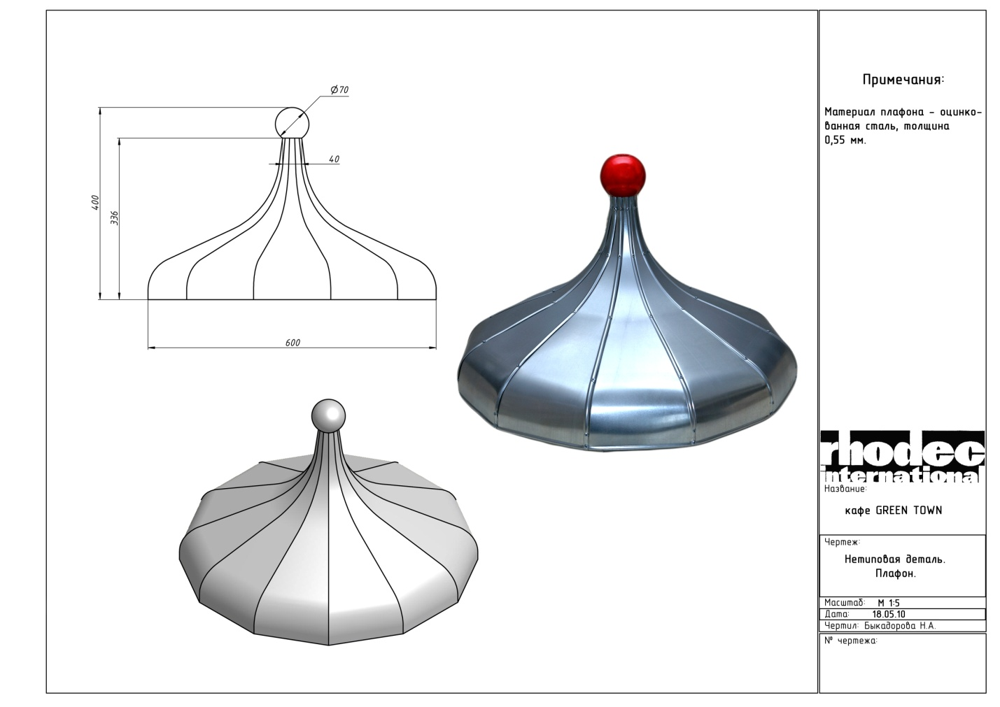 Ø70
40
400
336
600
Примечания:
Материал плафона - оцинко-
ванная сталь, толщина
0,55 мм.
rhodec
international
Название:
кафе GREEN TOWN
Чертеж:
Нетиповая деталь.
Плафон.
Масштаб: М 1:5
Дата: 18.05.10
Чертил: Быкадорова Н.А.
№ чертежа: